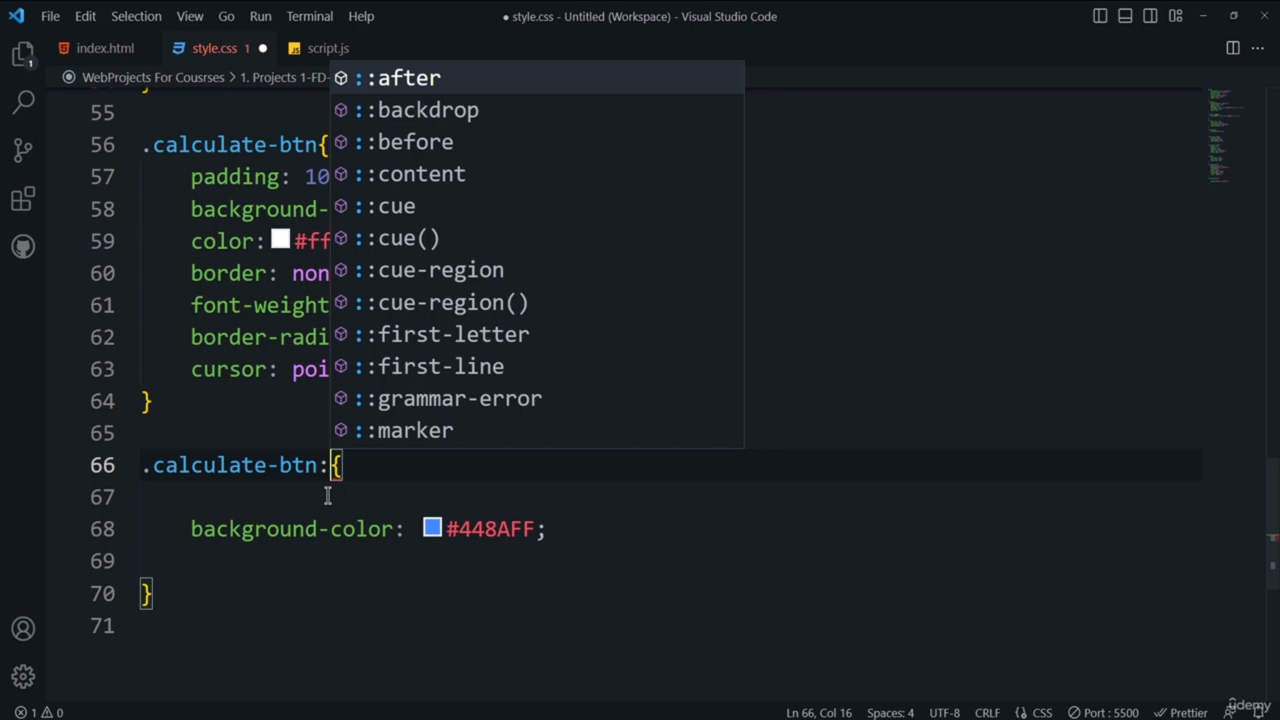 File Edit Selection View Go Run Terminal Help
● style.css - Untitled (Workspace) - Visual Studio Code
index.html
style.css 1 ●
JS script.js
WebProjects For Cousrses > 1. Projects 1-FD-
55
56 .calculate-btn{
57 padding: 10
58 background-
59 color: #ff
60 border: non
61 font-weight
62 border-radi
63 cursor: poi
64 }
65
66 .calculate-btn:{
67
68 background-color: #448AFF;
69
70 }
71
::after
::backdrop
::before
::content
::cue
::cue()
::cue-region
::cue-region()
::first-letter
::first-line
::grammar-error
::marker
1
1 0
Ln 66, Col 16 Spaces: 4 UTF-8 CRLF {} CSS Port : 5500 Prettier
ûdemy